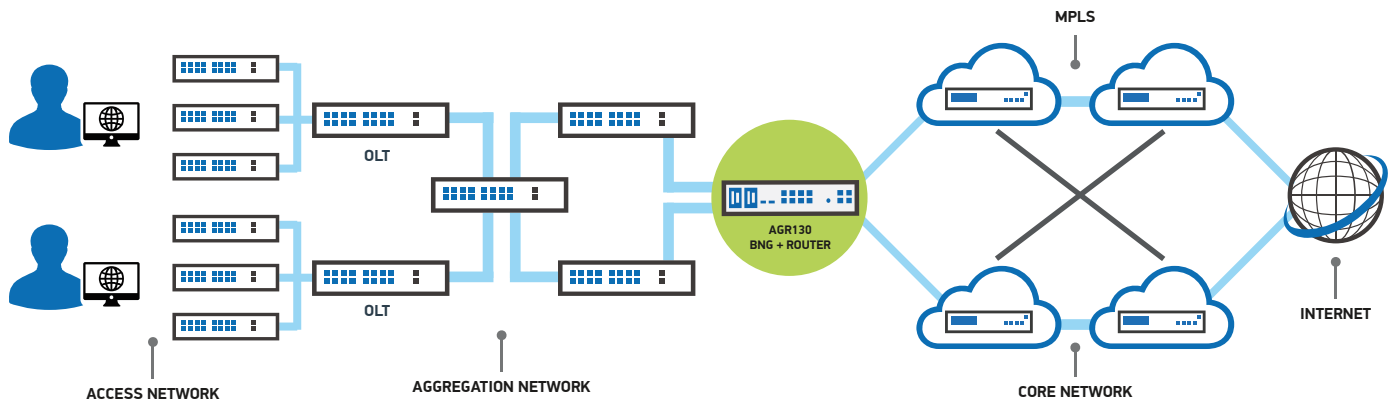 MPLS
OLT
AGR130
BNG + ROUTER
OLT
INTERNET
ACCESS NETWORK
AGGREGATION NETWORK
CORE NETWORK